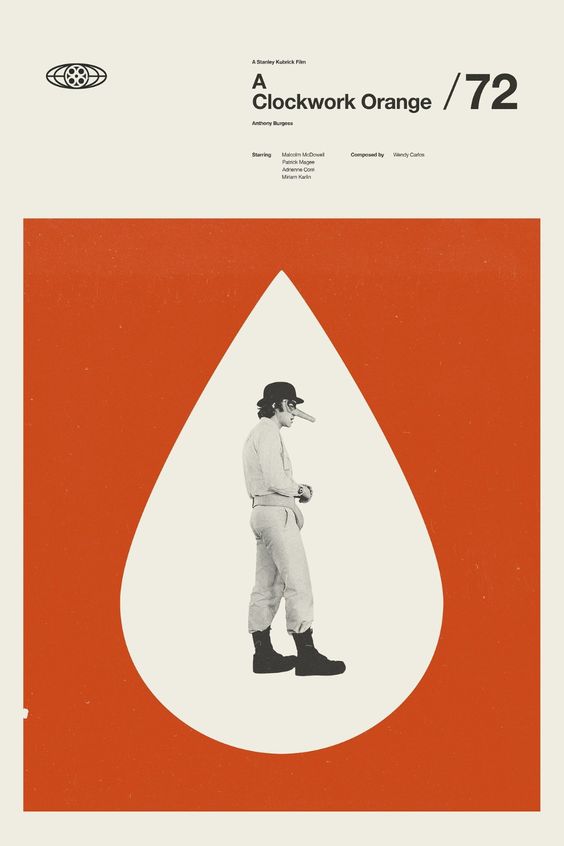 A Stanley Kubrick Film
A
Clockwork Orange /72
Anthony Burgess
Starring Malcolm McDowell Composed by Wendy Carlos
Patrick Magee
Adrienne Corri
Miriam Karlin